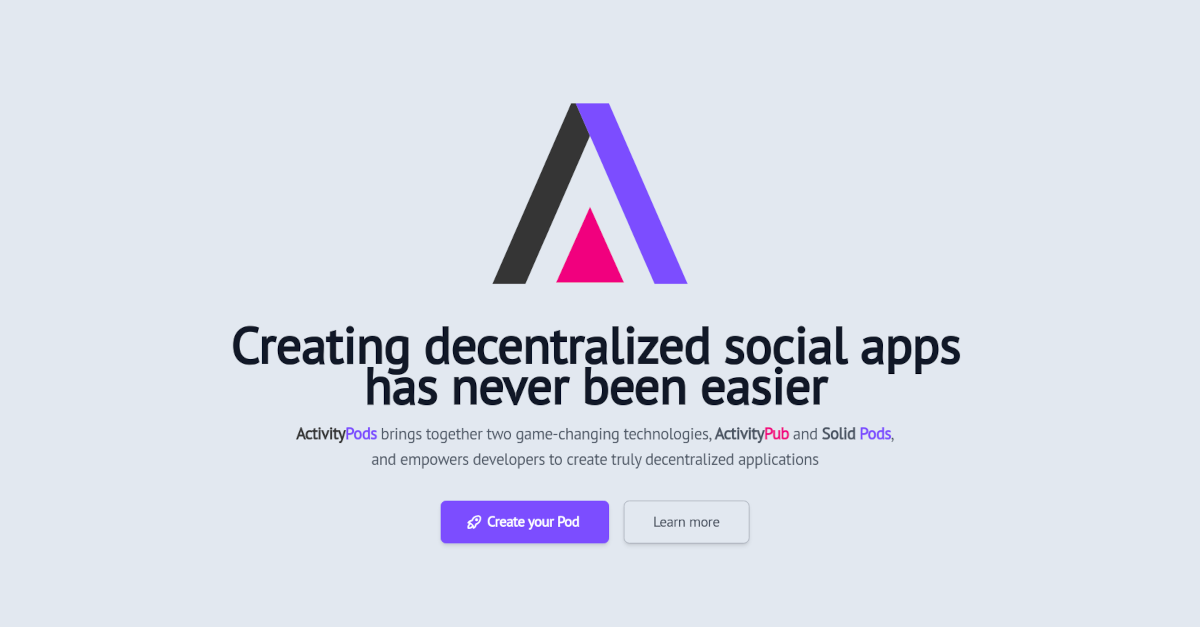 Creating decentralized social apps
has never been easier
ActivityPods brings together two game-changing technologies, ActivityPub and Solid Pods,
and empowers developers to create truly decentralized applications
Create your Pod
Learn more